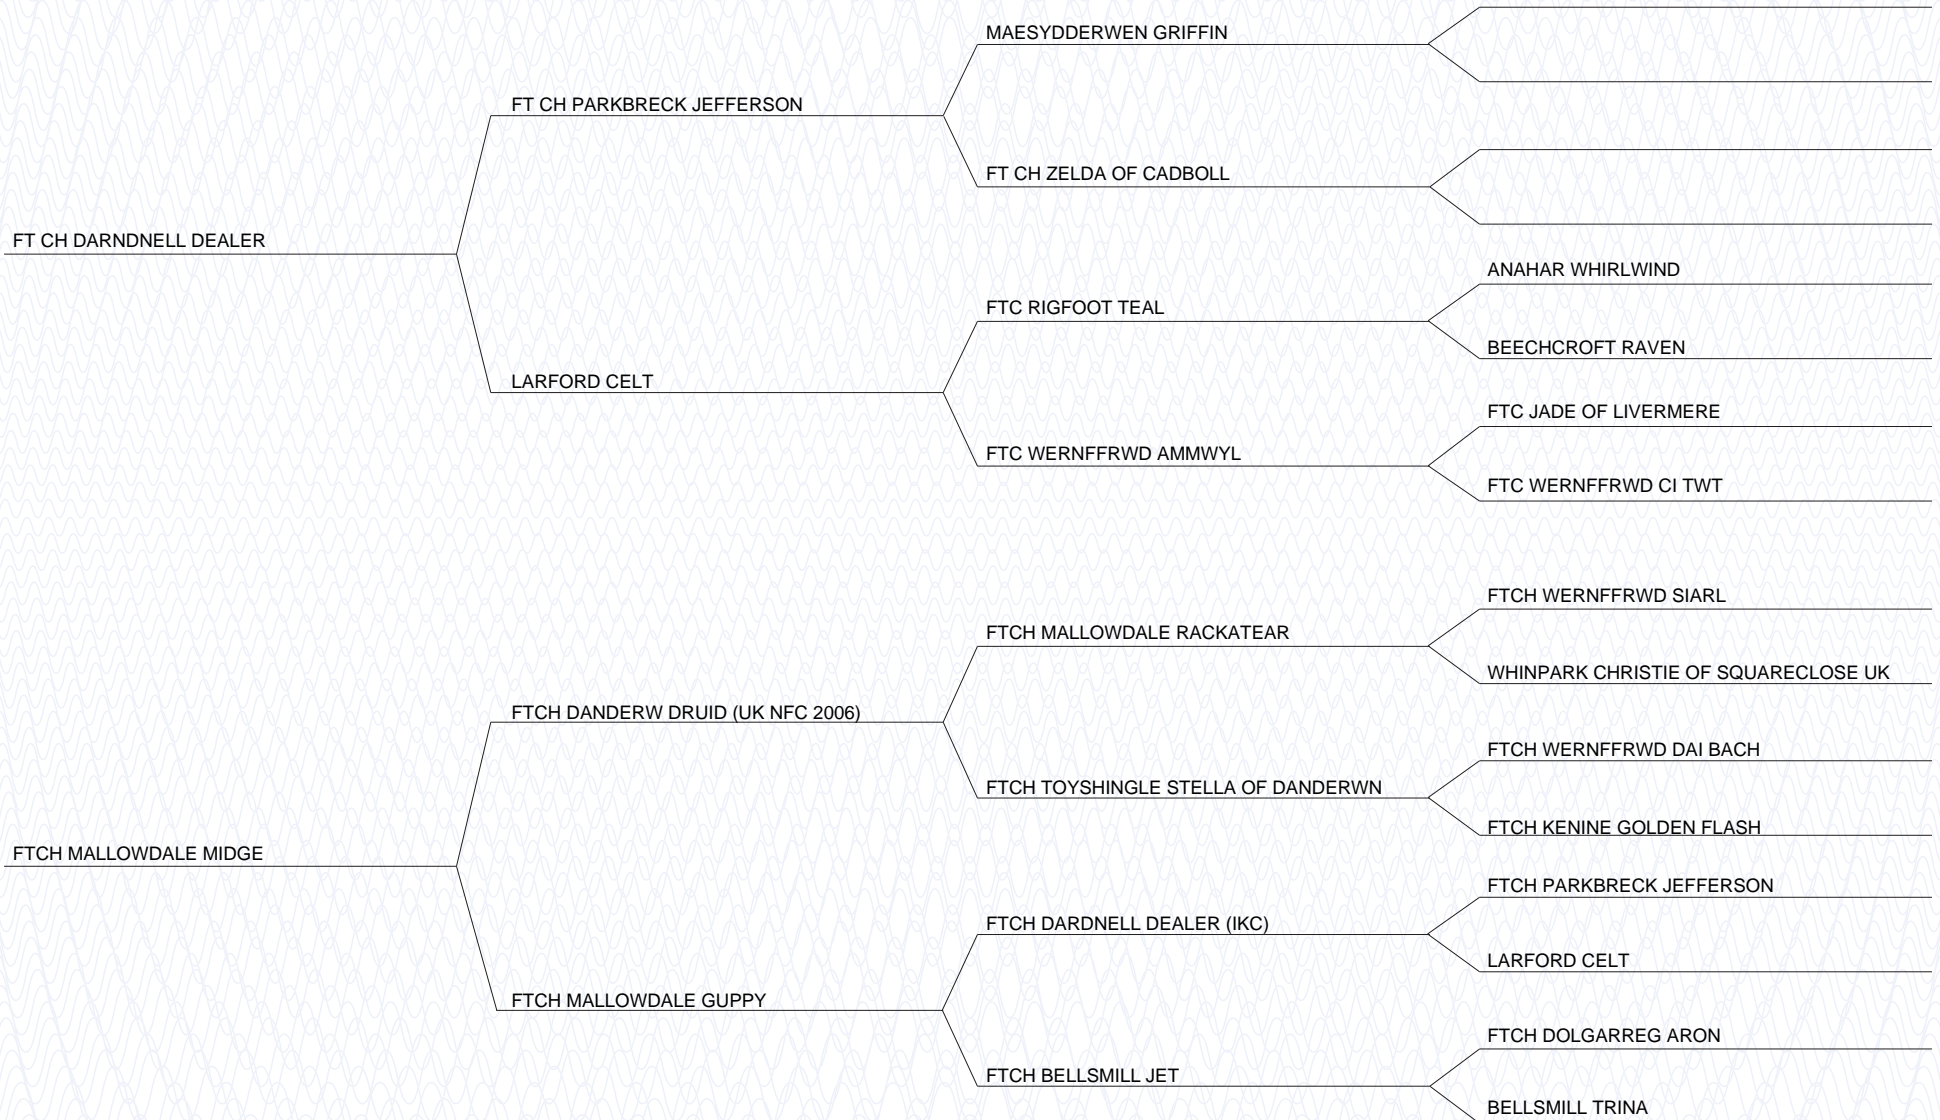 MAESYDDERWEN GRIFFIN
FT CH PARKBRECK JEFFERSON
FT CH ZELDA OF CADBOLL
FT CH DARNDNELL DEALER
ANAHAR WHIRLWIND
FTC RIGFOOT TEAL
BEECHCROFT RAVEN
LARFORD CELT
FTC JADE OF LIVERMERE
FTC WERNFFRWD AMMWYL
FTC WERNFFRWD CI TWT
FTCH WERNFFRWD SIARL
FTCH MALLOWDALE RACKATEAR
WHINPARK CHRISTIE OF SQUARECLOSE UK
FTCH DANDERW DRUID (UK NFC 2006)
FTCH WERNFFRWD DAI BACH
FTCH TOYSHINGLE STELLA OF DANDERWN
FTCH KENINE GOLDEN FLASH
FTCH MALLOWDALE MIDGE
FTCH PARKBRECK JEFFERSON
FTCH DARDNELL DEALER (IKC)
LARFORD CELT
FTCH MALLOWDALE GUPPY
FTCH DOLGARREG ARON
FTCH BELLSMILL JET
BELLSMILL TRINA